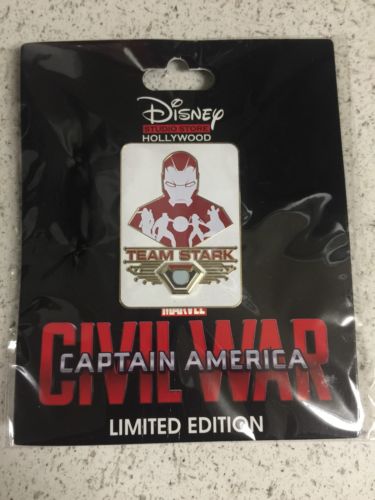 Disney
STUDIO STORE
HOLLYWOOD
TEAM STARK
MARVEL
CIVIL WAR
CAPTAIN AMERICA
LIMITED EDITION